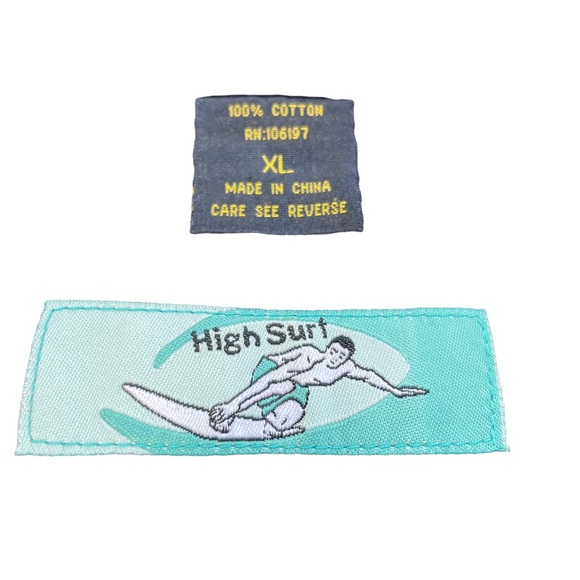 100% COTTON
RN:106197
XL
MADE IN CHINA
CARE SEE REVERSE
High Surf